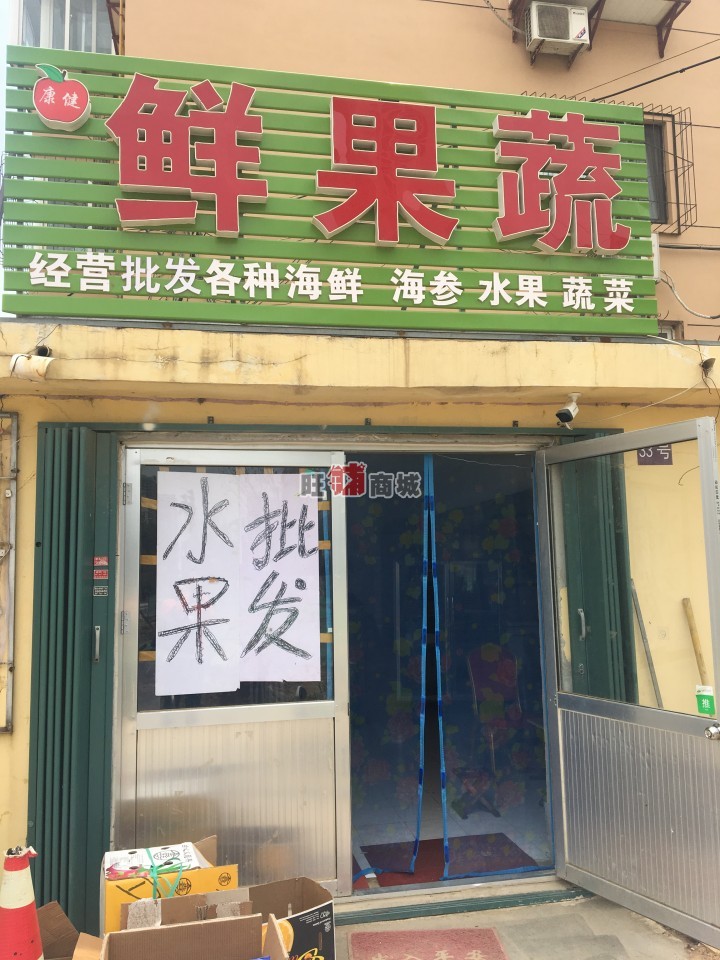 康健
鲜果蔬
经营批发各种海鲜 海参 水果 蔬菜
33号
旺铺商城
水果
批发
推